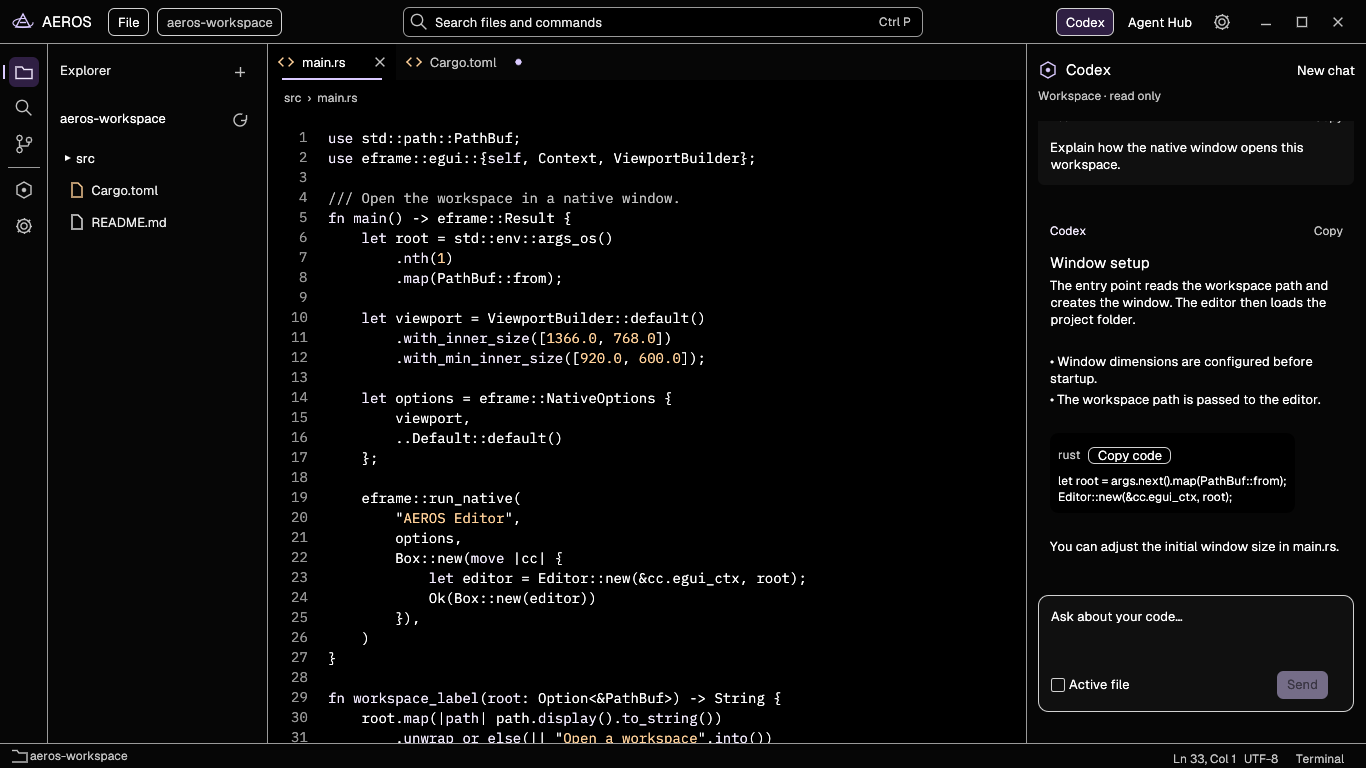 AEROS File aeros-workspace Search files and commands Ctrl P Codex Agent Hub
Explorer
aeros-workspace
src
Cargo.toml
README.md
main.rs Cargo.toml
src › main.rs
1 use std::path::PathBuf;
2 use eframe::egui::{self, Context, ViewportBuilder};
3
4 /// Open the workspace in a native window.
5 fn main() -> eframe::Result {
6 let root = std::env::args_os()
7 .nth(1)
8 .map(PathBuf::from);
9
10 let viewport = ViewportBuilder::default()
11 .with_inner_size([1366.0, 768.0])
12 .with_min_inner_size([920.0, 600.0]);
13
14 let options = eframe::NativeOptions {
15 viewport,
16 ..Default::default()
17 };
18
19 eframe::run_native(
20 "AEROS Editor",
21 options,
22 Box::new(move |cc| {
23 let editor = Editor::new(&cc.egui_ctx, root);
24 Ok(Box::new(editor))
25 }),
26 )
27 }
28
29 fn workspace_label(root: Option<&PathBuf>) -> String {
30 root.map(|path| path.display().to_string())
31 .unwrap_or_else(|| "Open a workspace".into())
Codex New chat
Workspace · read only
Explain how the native window opens this
workspace.
Codex Copy
Window setup
The entry point reads the workspace path and
creates the window. The editor then loads the
project folder.
• Window dimensions are configured before
startup.
• The workspace path is passed to the editor.
rust Copy code
let root = args.next().map(PathBuf::from);
Editor::new(&cc.egui_ctx, root);
You can adjust the initial window size in main.rs.
Ask about your code…
Active file Send
aeros-workspace Ln 33, Col 1 UTF-8 Terminal